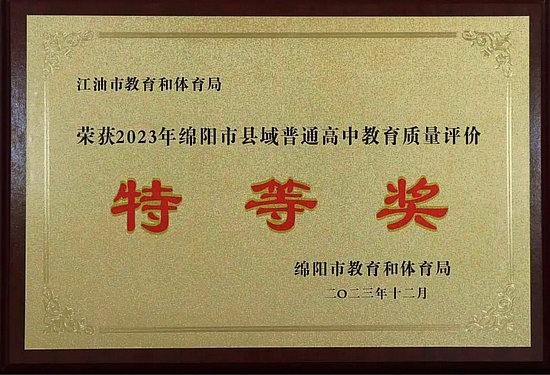 江油市教育和体育局
荣获2023年绵阳市县域普通高中教育质量评价
特等奖
绵阳市教育和体育局
二〇二三年十二月